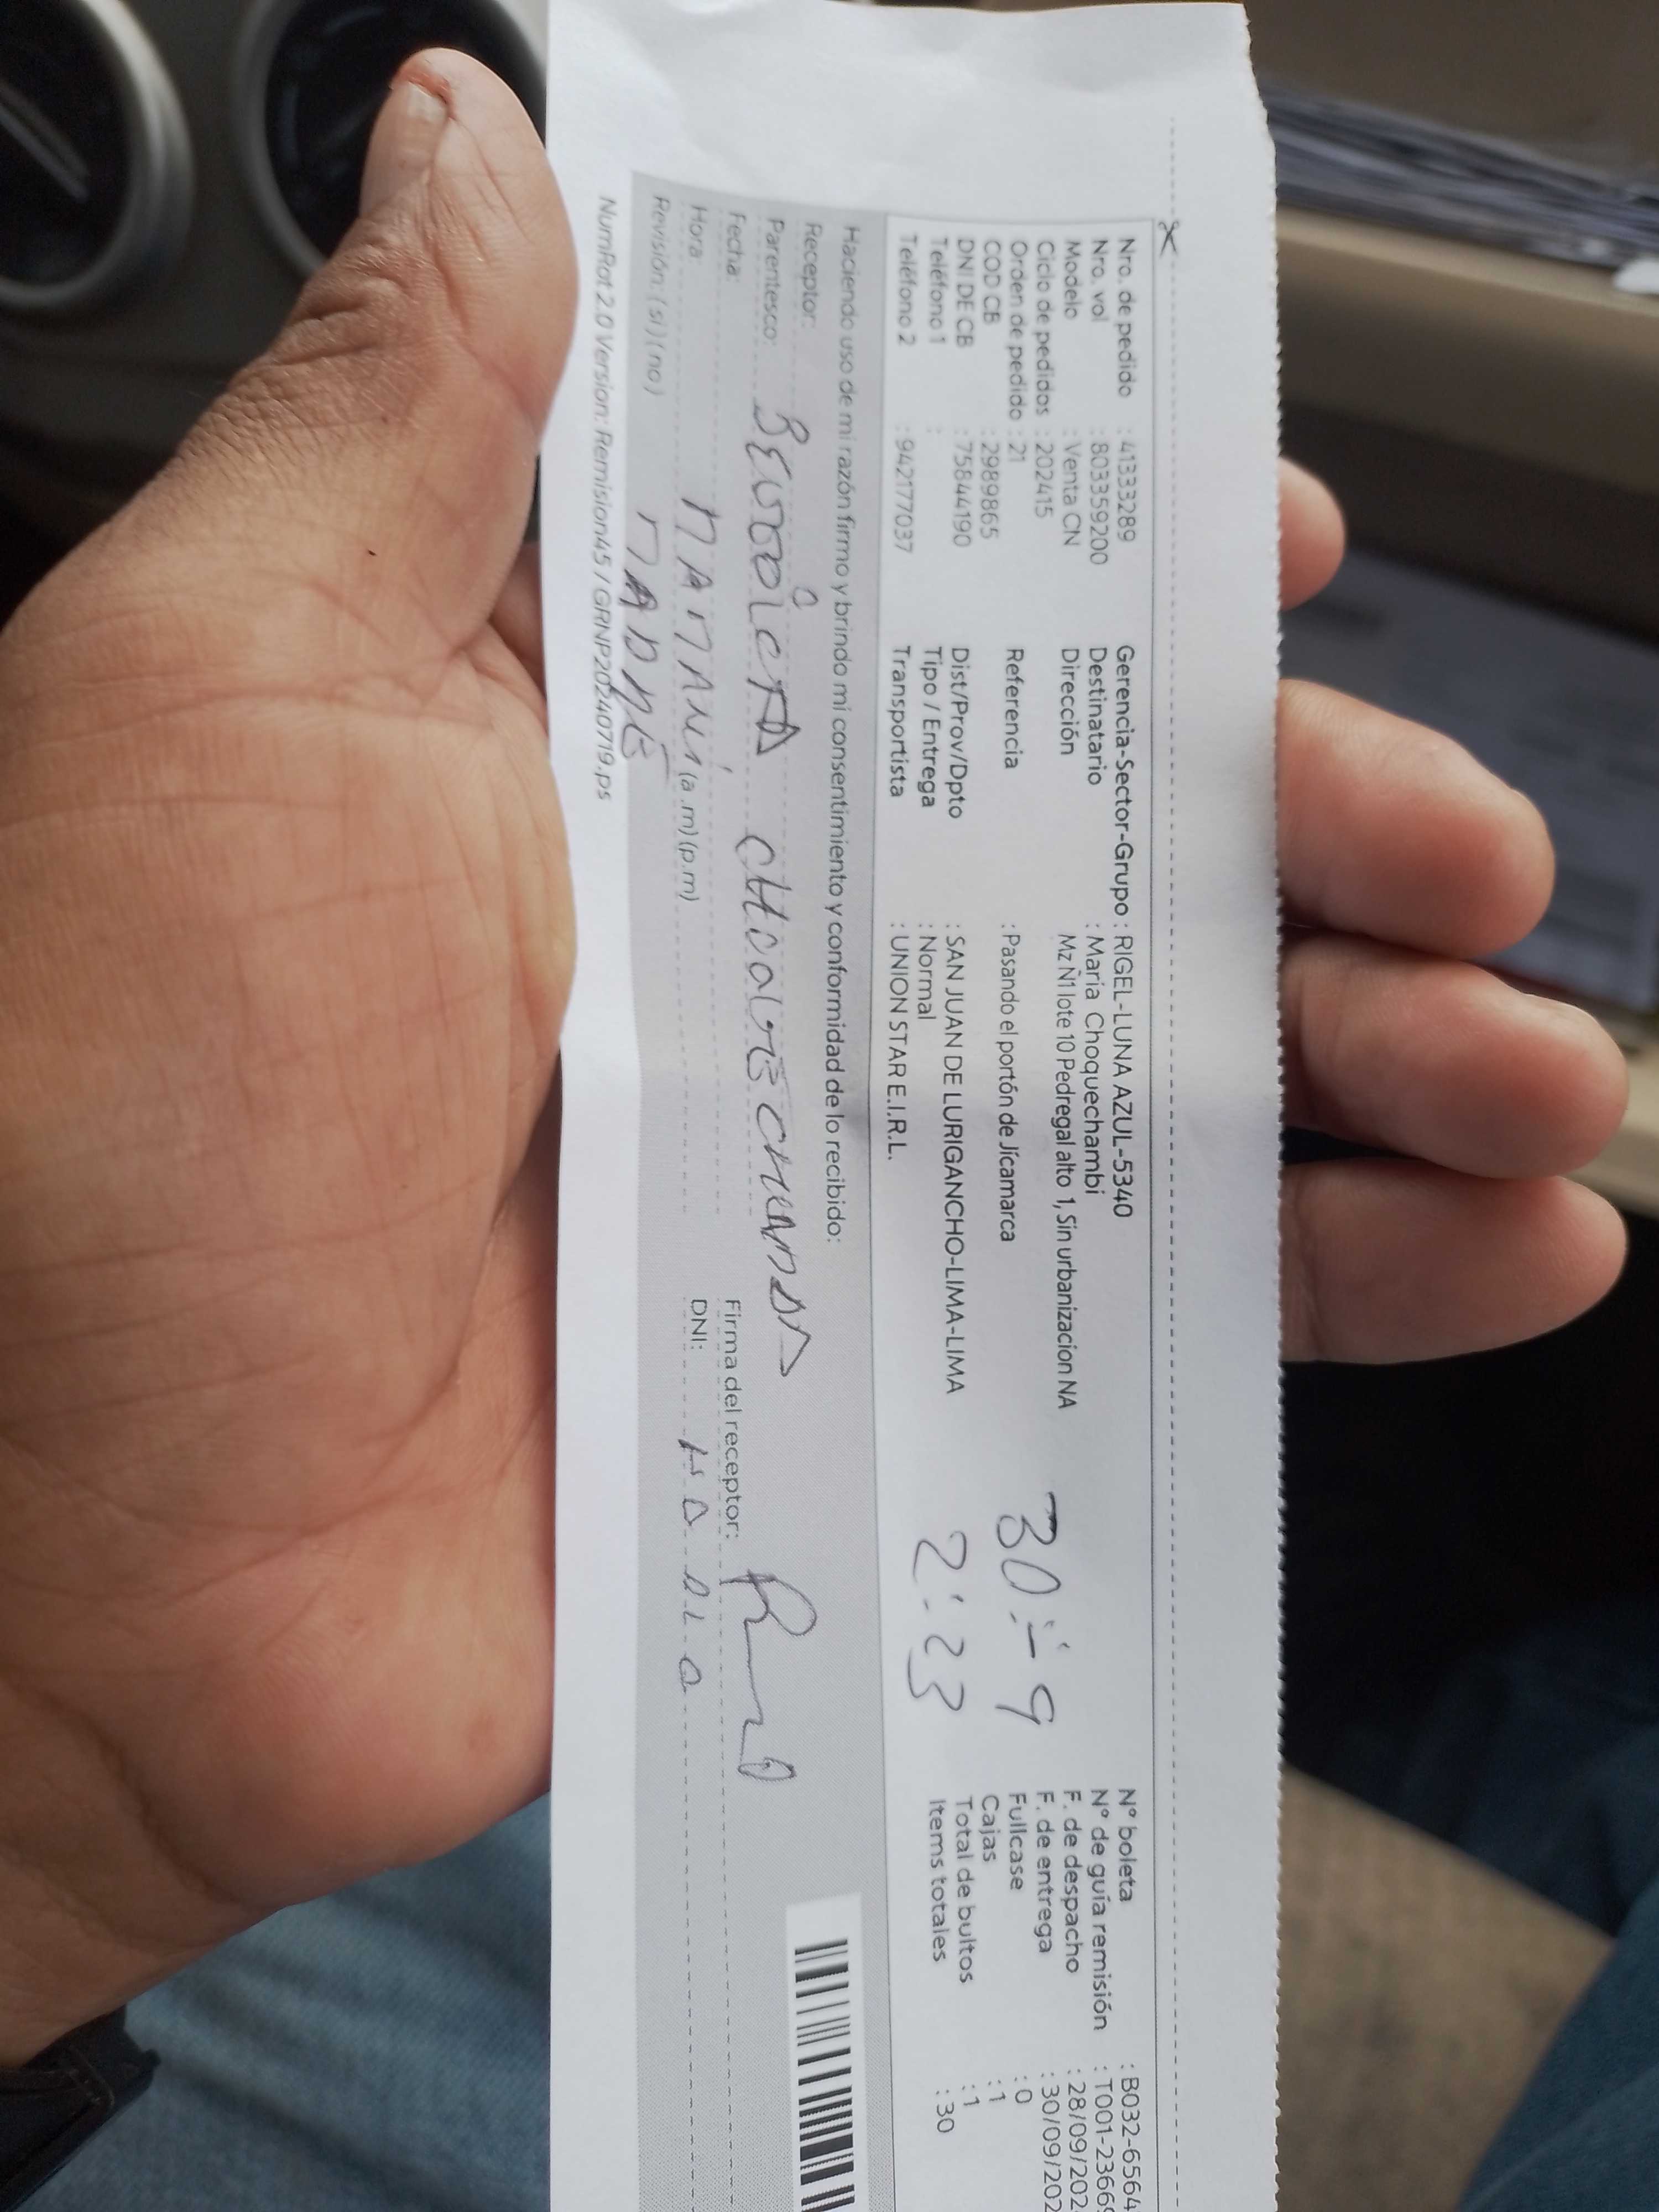 Nro. de pedido : 41333289
Nro. vol : 803359200
Modelo : Venta CN
Ciclo de pedidos : 202415
Orden de pedido : 21
COD CB : 2989865
DNI DE CB : 75844190
Teléfono 1 :
Teléfono 2 : 942177037
Gerencia-Sector-Grupo : RIGEL-LUNA AZUL-5340
Destinatario : Maria Choquechambi
Dirección Mz Ñ1 lote 10 Pedregal alto 1, Sin urbanizacion NA
Referencia : Pasando el portón de Jicamarca
Dist/Prov/Dpto : SAN JUAN DE LURIGANCHO-LIMA-LIMA
Tipo / Entrega : Normal
Transportista : UNION STAR E.I.R.L.
30 - 9
2:23
N° boleta : B032-6564
N° de guía remisión : T001-2366
F. de despacho : 28/09/202
F. de entrega : 30/09/202
Fullcase : 0
Cajas : 1
Total de bultos : 1
Items totales : 30
Haciendo uso de mi razón firmo y brindo mi consentimiento y conformidad de lo recibido:
Receptor:
Parentesco:
Fecha:
Hora: (a.m) (p.m)
Revisión: ( si ) ( no )
Firma del receptor:
DNI:
NumRot 2.0 Version: Remision45 / GRNP20240719.ps